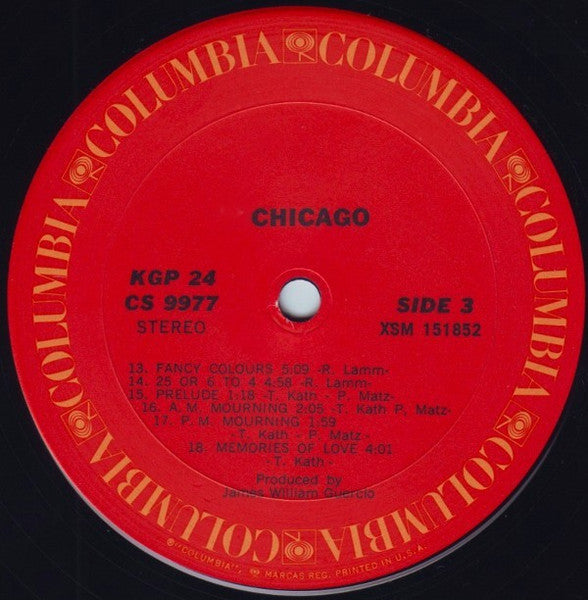 COLUMBIA COLUMBIA COLUMBIA COLUMBIA COLUMBIA COLUMBIA
CHICAGO
KGP 24
CS 9977
STEREO
SIDE 3
XSM 151852
13. FANCY COLOURS 5:09 -R. Lamm-
14. 25 OR 6 TO 4 4:58 -R. Lamm-
15. PRELUDE 1:18 -T. Kath - P. Matz-
16. A.M. MOURNING 2:05 -T. Kath P. Matz-
17. P.M. MOURNING 1:59
-T. Kath - P. Matz-
18. MEMORIES OF LOVE 4:01
-T. Kath-
Produced by
James William Guercio
®"COLUMBIA", MARCAS REG. PRINTED IN U.S.A.